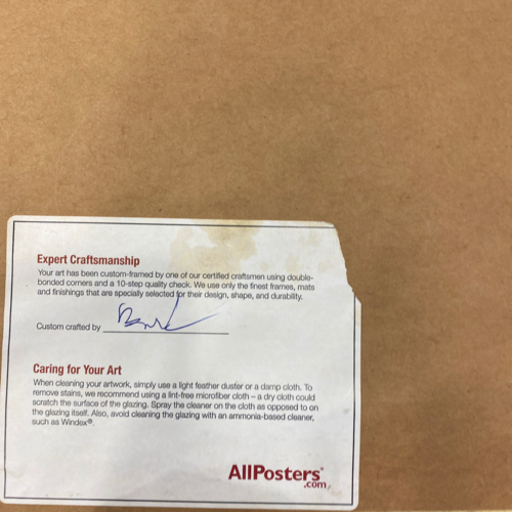 Expert Craftsmanship
Your art has been custom-framed by one of our certified craftsmen using double-
bonded corners and a 10-step quality check. We use only the finest frames, mats
and finishings that are specially selected for their design, shape, and durability.
Custom crafted by
Caring for Your Art
When cleaning your artwork, simply use a light feather duster or a damp cloth. To
remove stains, we recommend using a lint-free microfiber cloth – a dry cloth could
scratch the surface of the glazing. Spray the cleaner on the cloth as opposed to on
the glazing itself. Also, avoid cleaning the glazing with an ammonia-based cleaner,
such as Windex®.
AllPosters®
.com